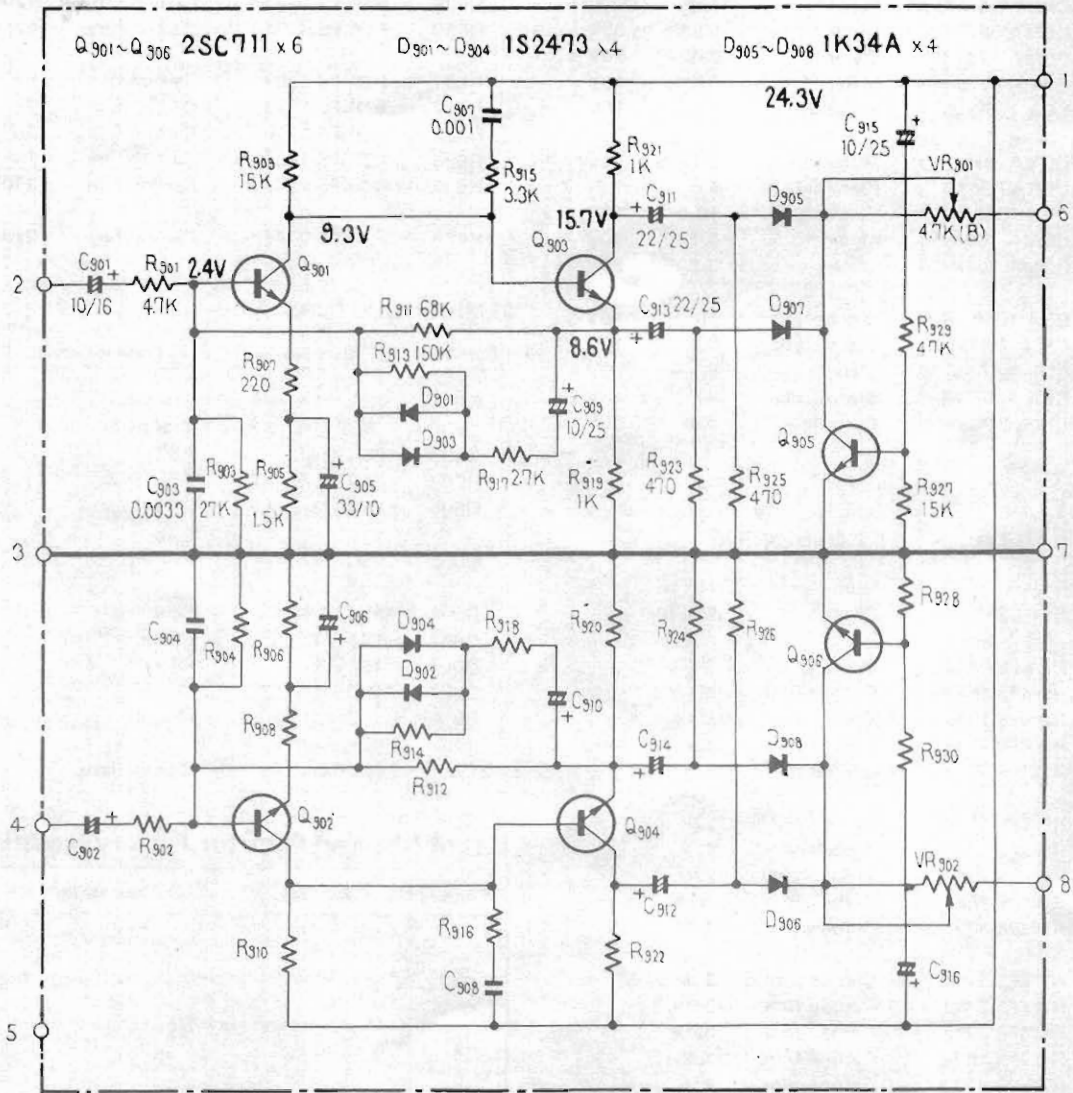 Q901~Q906 2SC711 x 6
D901~D904 1S2473 x4
D905~D908 1K34A x 4
1
24.3V
C907
0.001
C915
10/25
+
R909
15K
R921
1K
R915
3.3K
VR901
C911
22/25
+
D905
6
4.7K(B)
15.7V
9.3V
Q903
C901
+
R901
2.4V
Q901
2
10/16
47K
R911 68K
C913 22/25
+
D907
R907
220
R913 150K
8.6V
R929
47K
D901
+
C909
10/25
D903
Q905
C903
0.0033
R903
27K
R905
1.5K
+
C905
33/10
R917 2.7K
R919
1K
R923
470
R925
470
R927
15K
3
7
C904
R904
R906
C906
+
D904
R918
R920
R924
R926
R928
D902
Q906
R908
C910
+
R914
C914
+
D908
R930
R912
4
C902
+
R902
Q902
Q904
VR902
8
C912
+
D906
R910
R916
R922
C908
C916
+
5